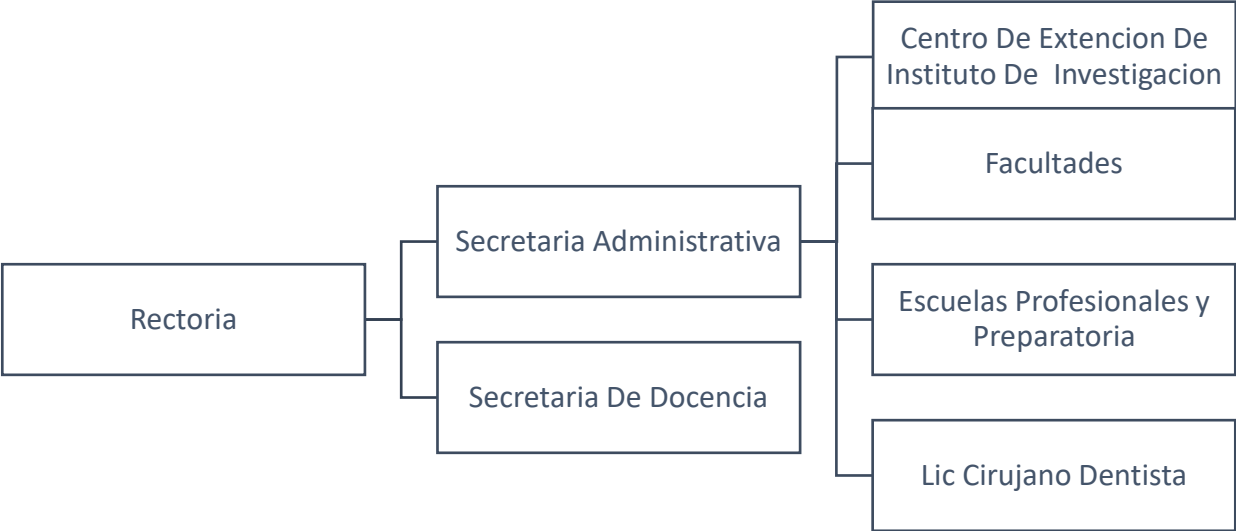 Rectoria
Secretaria Administrativa
Secretaria De Docencia
Centro De Extencion De
Instituto De  Investigacion
Facultades
Escuelas Profesionales y
Preparatoria
Lic Cirujano Dentista